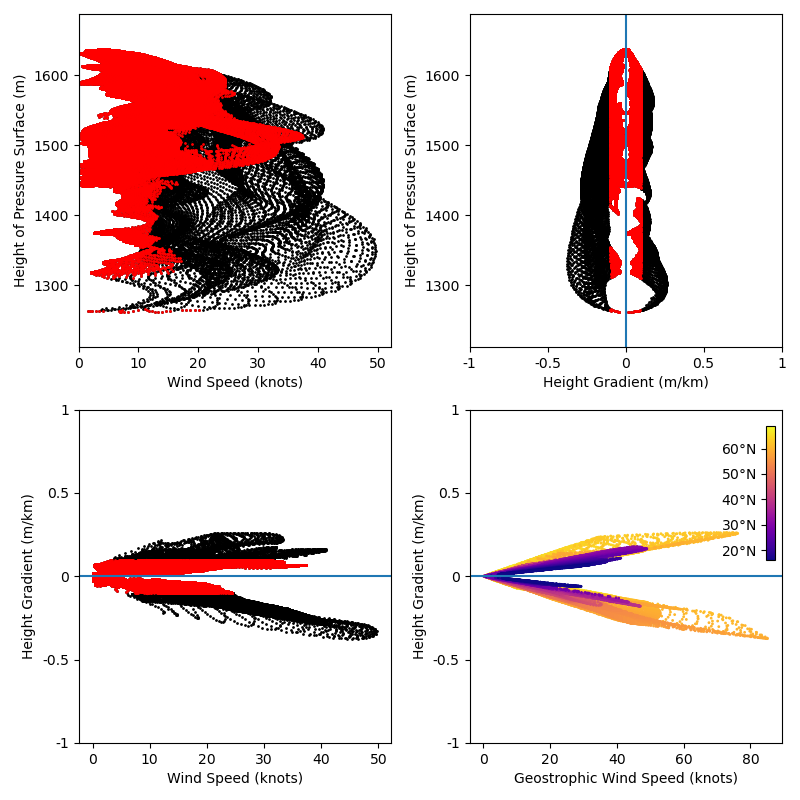 1600
1500
1400
1300
Height of Pressure Surface (m)
0 10 20 30 40 50
Wind Speed (knots)
1600
1500
1400
1300
Height of Pressure Surface (m)
-1 -0.5 0 0.5 1
Height Gradient (m/km)
1
0.5
0
-0.5
-1
Height Gradient (m/km)
0 10 20 30 40 50
Wind Speed (knots)
1
0.5
0
-0.5
-1
Height Gradient (m/km)
60°N
50°N
40°N
30°N
20°N
0 20 40 60 80
Geostrophic Wind Speed (knots)